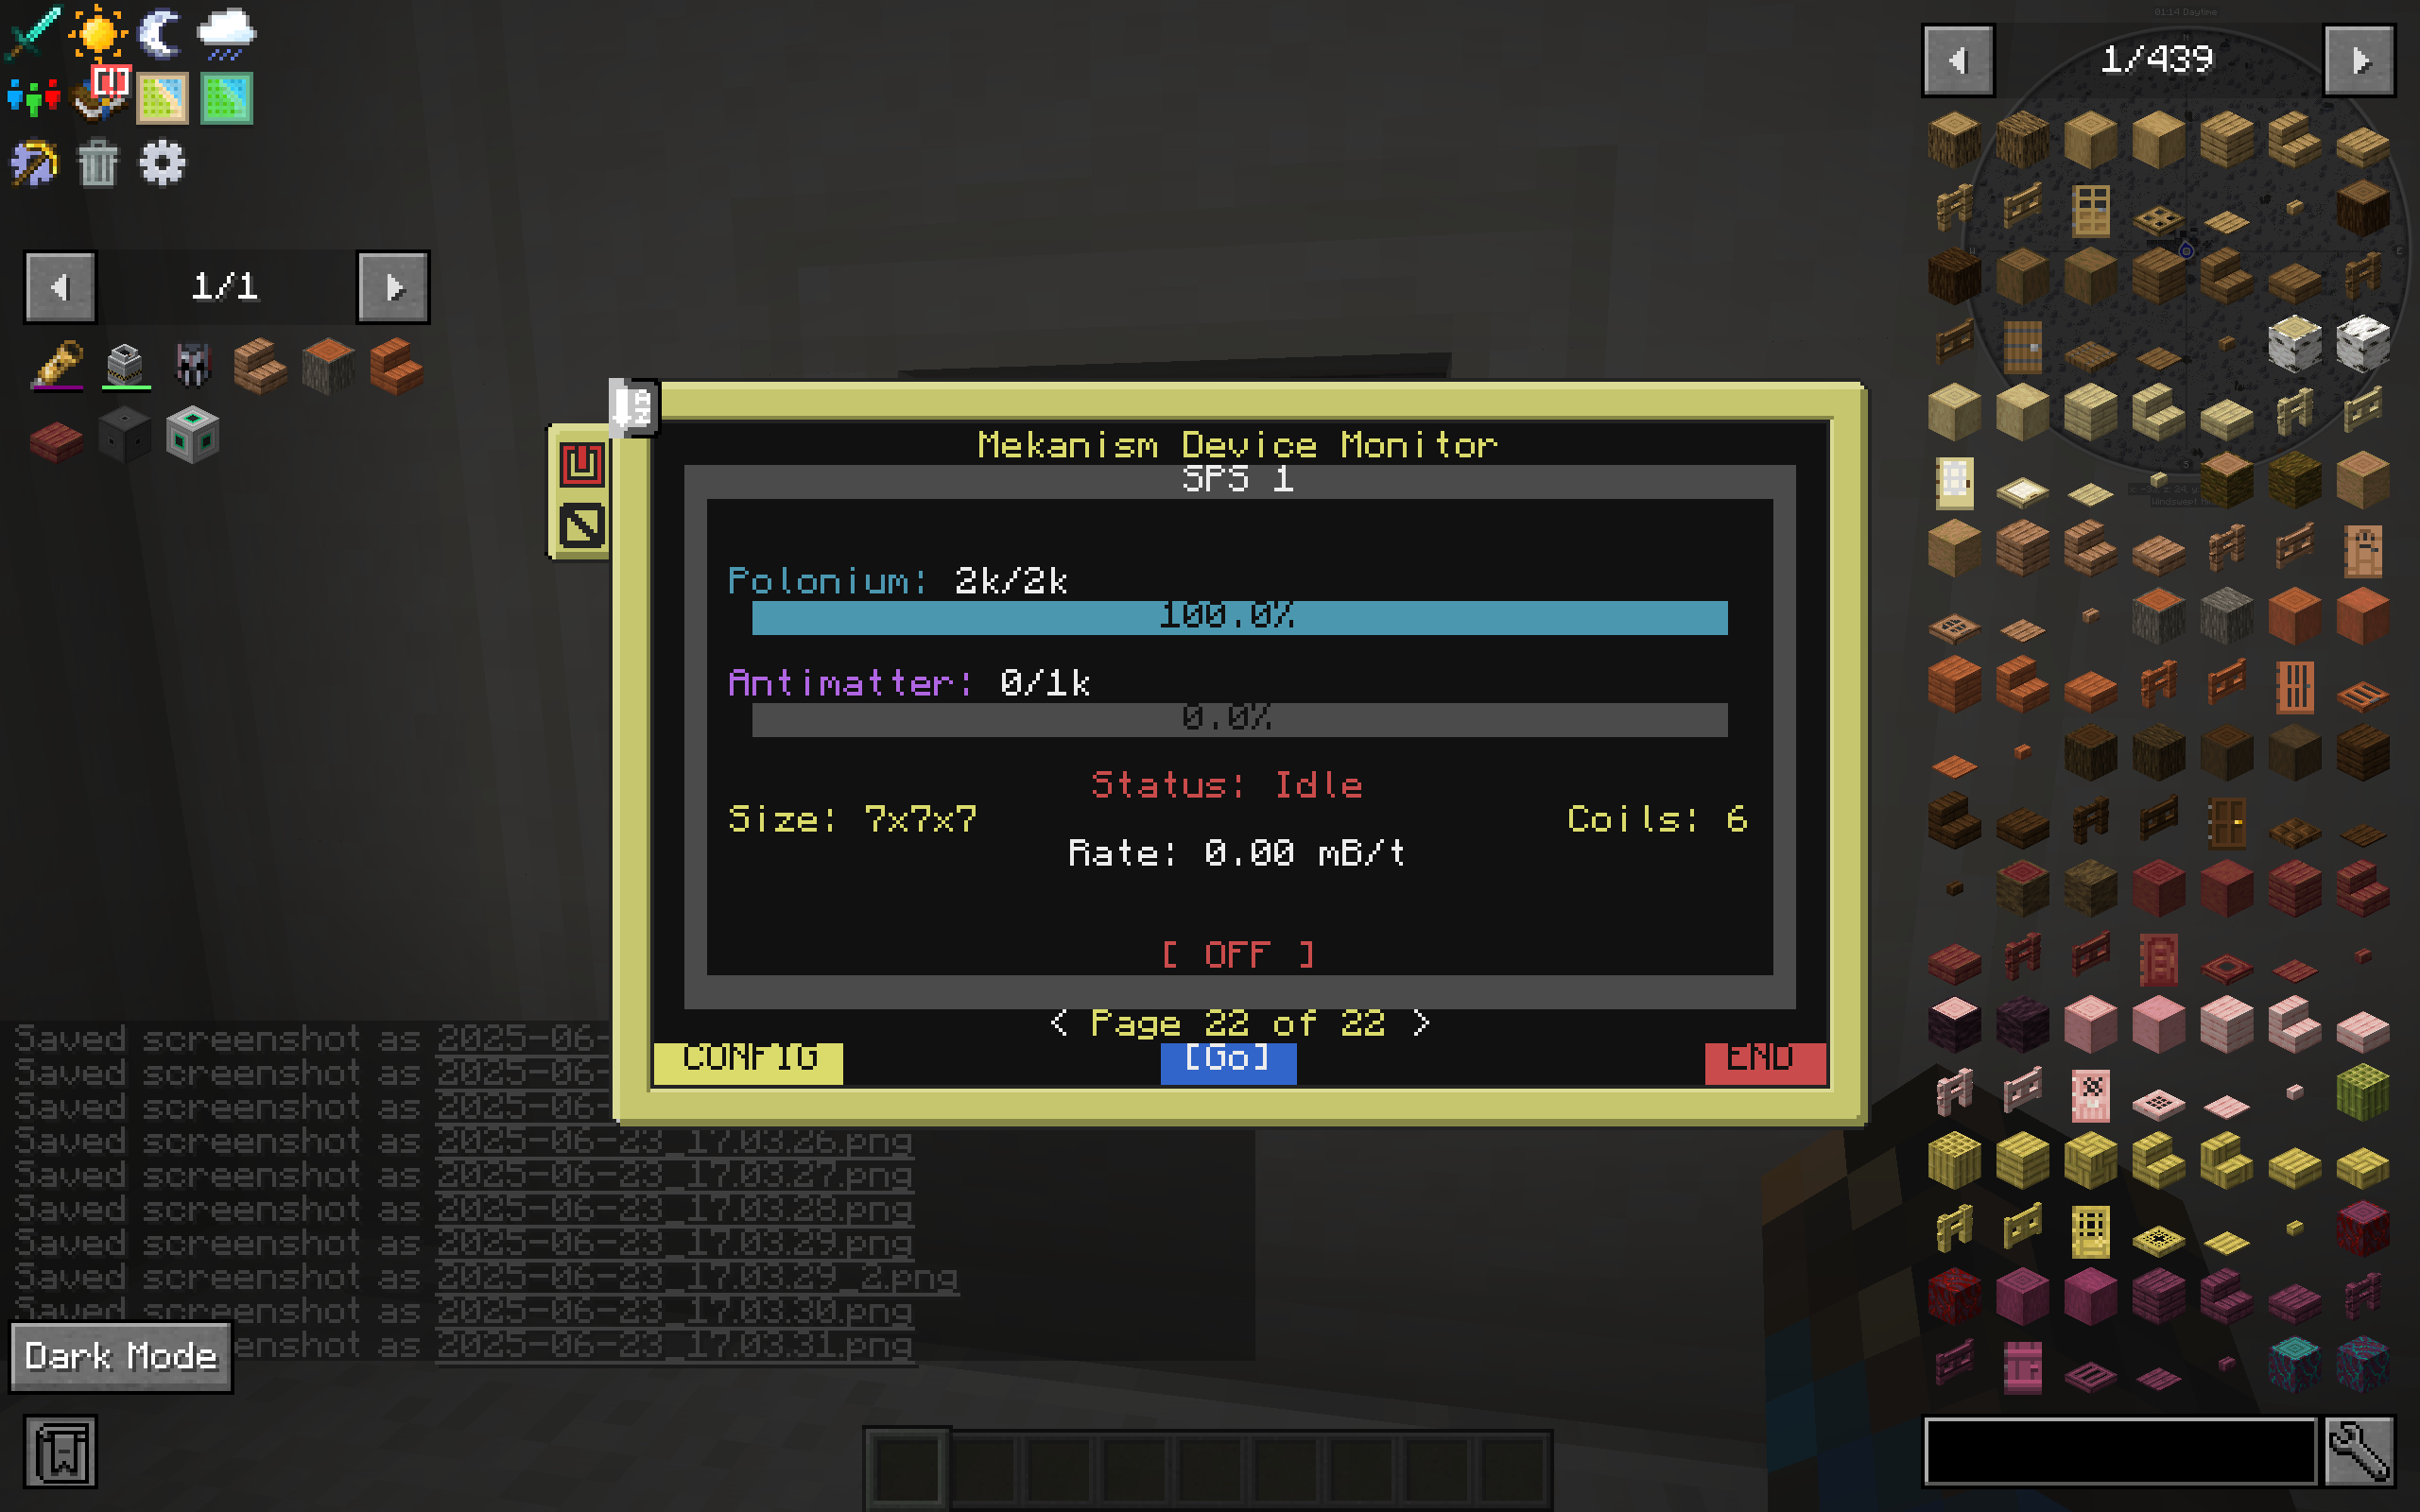 01:14 Daytime
1/439
1/1
Mekanism Device Monitor
SPS 1
Polonium: 2k/2k
100.0%
Antimatter: 0/1k
0.0%
Status: Idle
Size: 7x7x7
Coils: 6
Rate: 0.00 mB/t
[ OFF ]
< Page 22 of 22 >
CONFIG
[Go]
END
Saved screenshot as 2025-06-
Saved screenshot as 2025-06-
Saved screenshot as 2025-06-
Saved screenshot as 2025-06-23_17.03.26.png
Saved screenshot as 2025-06-23_17.03.27.png
Saved screenshot as 2025-06-23_17.03.28.png
Saved screenshot as 2025-06-23_17.03.29.png
Saved screenshot as 2025-06-23_17.03.29_2.png
Saved screenshot as 2025-06-23_17.03.30.png
eenshot as 2025-06-23_17.03.31.png
Dark Mode